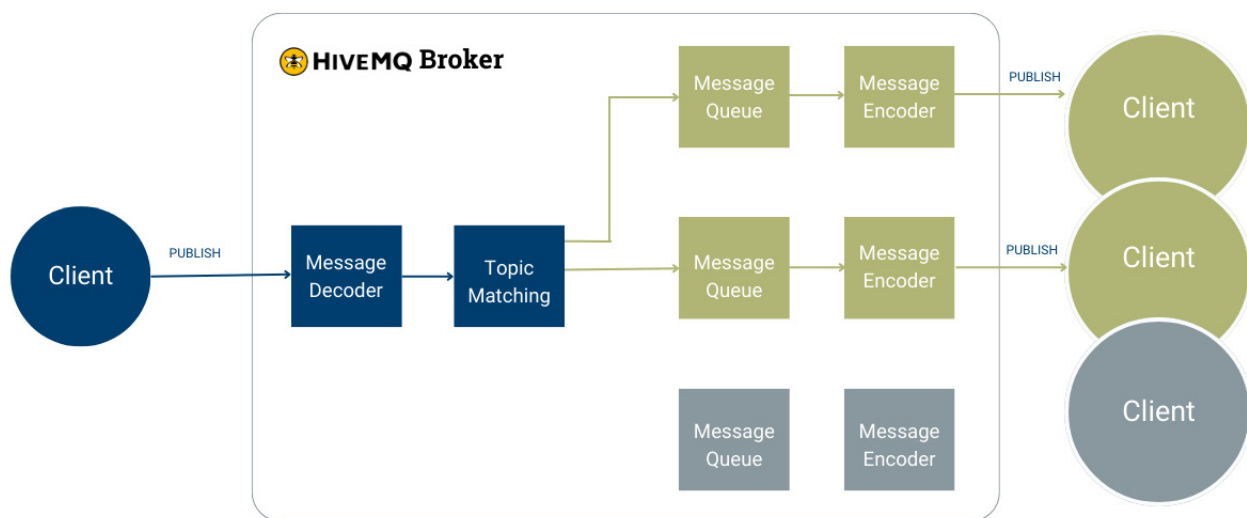 HIVEMQ Broker
Message
Queue
Message
Encoder
PUBLISH
Client
Client
PUBLISH
Message
Decoder
Topic
Matching
Message
Queue
Message
Encoder
PUBLISH
Client
Message
Queue
Message
Encoder
Client